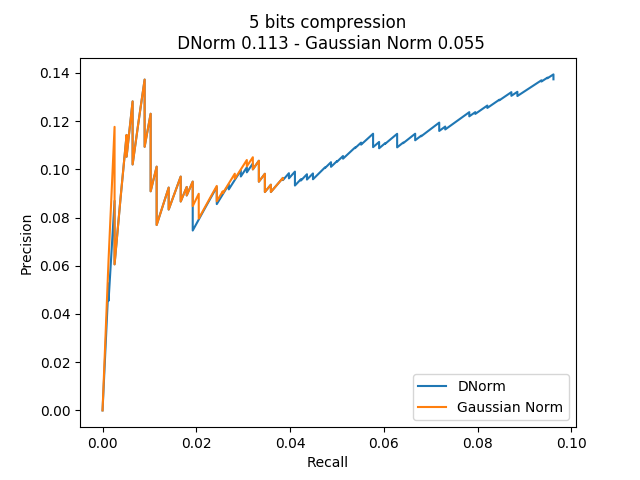 5 bits compression
DNorm 0.113 - Gaussian Norm 0.055
0.14
0.12
0.10
0.08
0.06
0.04
0.02
0.00
Precision
DNorm
Gaussian Norm
0.00 0.02 0.04 0.06 0.08 0.10
Recall